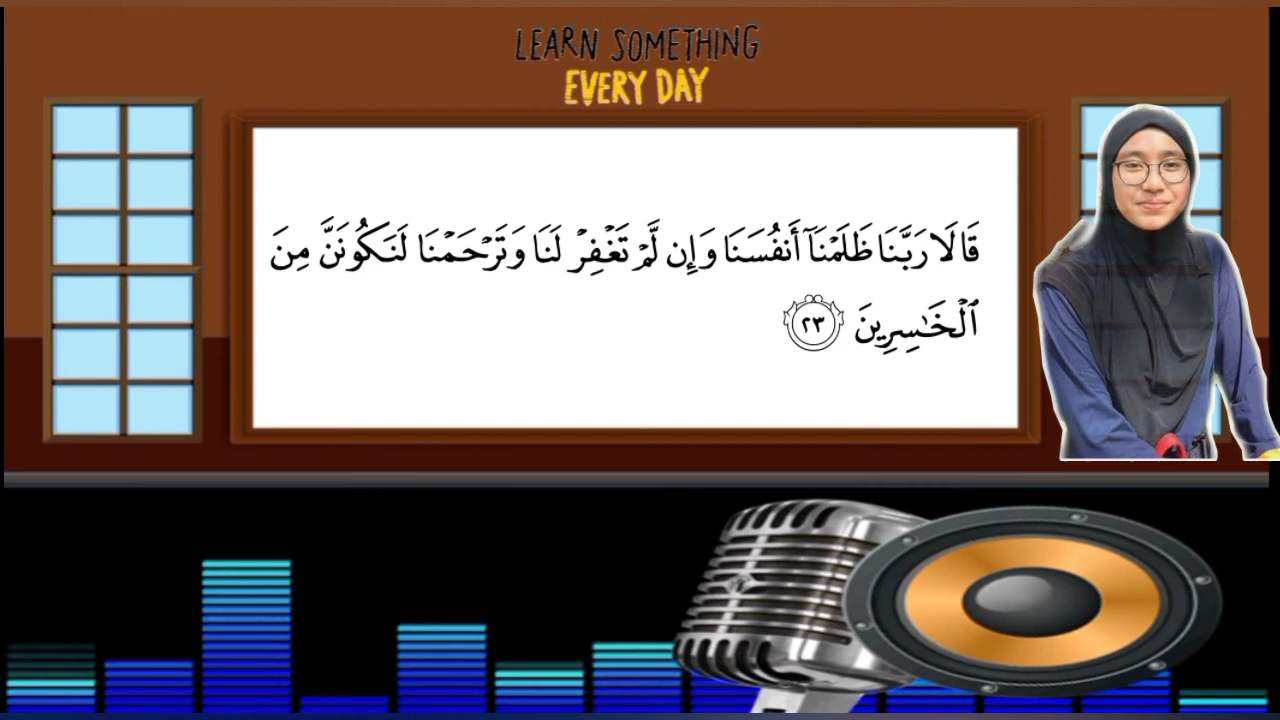 LEARN SOMETHING
EVERY DAY
قَالَا رَبَّنَا ظَلَمْنَآ أَنفُسَنَا وَإِن لَّمْ تَغْفِرْ لَنَا وَتَرْحَمْنَا لَنَكُونَنَّ مِنَ
ٱلْخَٰسِرِينَ ٢٣